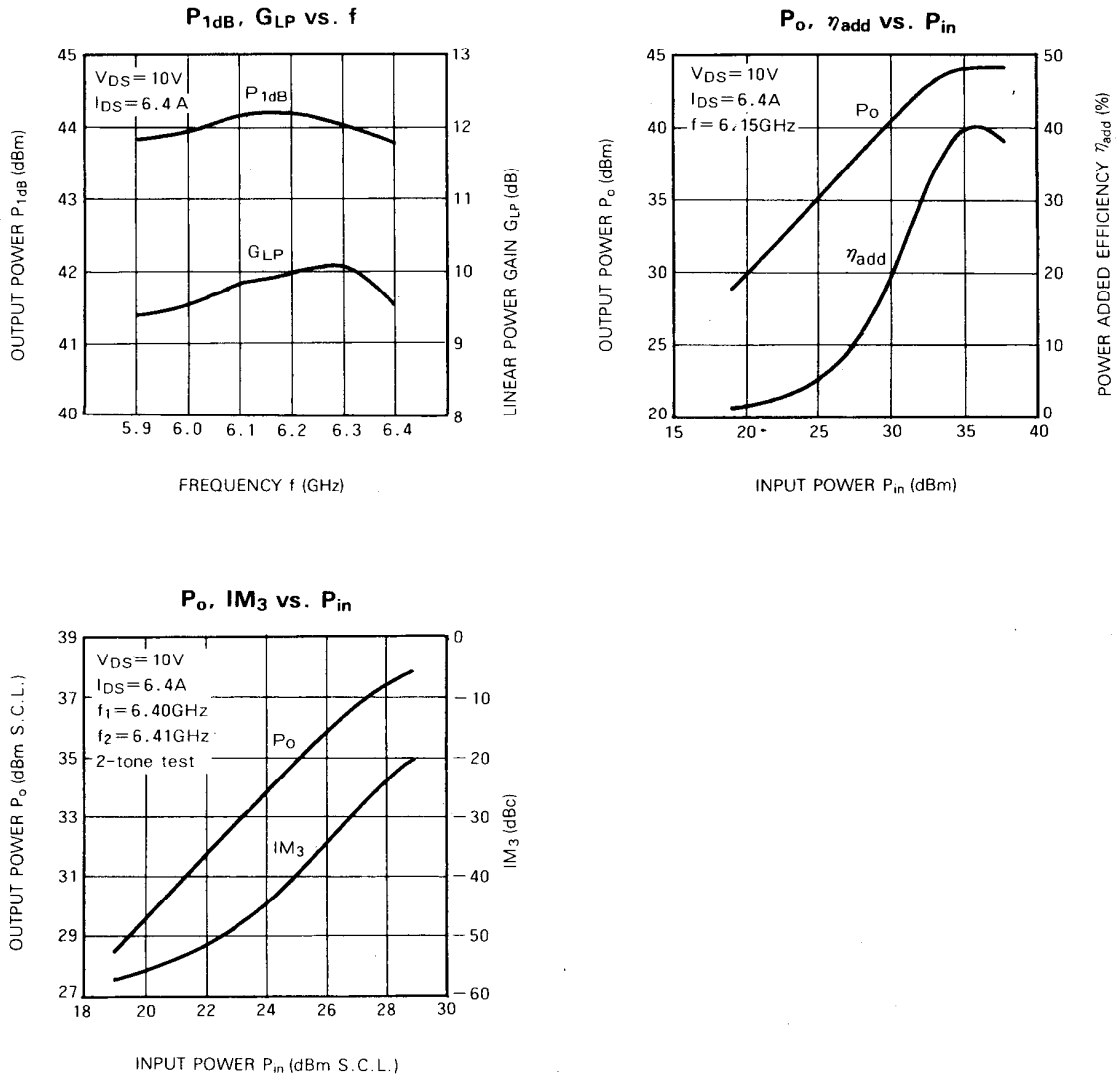 P1dB, GLP vs. f
45
44
43
42
41
40
13
12
11
10
9
8
VDS=10V
IDS=6.4A
P1dB
GLP
5.9 6.0 6.1 6.2 6.3 6.4
OUTPUT POWER P1dB (dBm)
LINEAR POWER GAIN GLP (dB)
FREQUENCY f (GHz)
Po, ηadd vs. Pin
45
40
35
30
25
20
50
40
30
20
10
0
VDS=10V
IDS=6.4A
f=6.15GHz
Po
ηadd
15 20 25 30 35 40
OUTPUT POWER Po (dBm)
POWER ADDED EFFICIENCY ηadd (%)
INPUT POWER Pin (dBm)
Po, IM3 vs. Pin
39
37
35
33
31
29
27
0
−10
−20
−30
−40
−50
−60
VDS=10V
IDS=6.4A
f1=6.40GHz
f2=6.41GHz
2-tone test
Po
IM3
18 20 22 24 26 28 30
OUTPUT POWER Po (dBm S.C.L.)
IM3 (dBc)
INPUT POWER Pin (dBm S.C.L.)